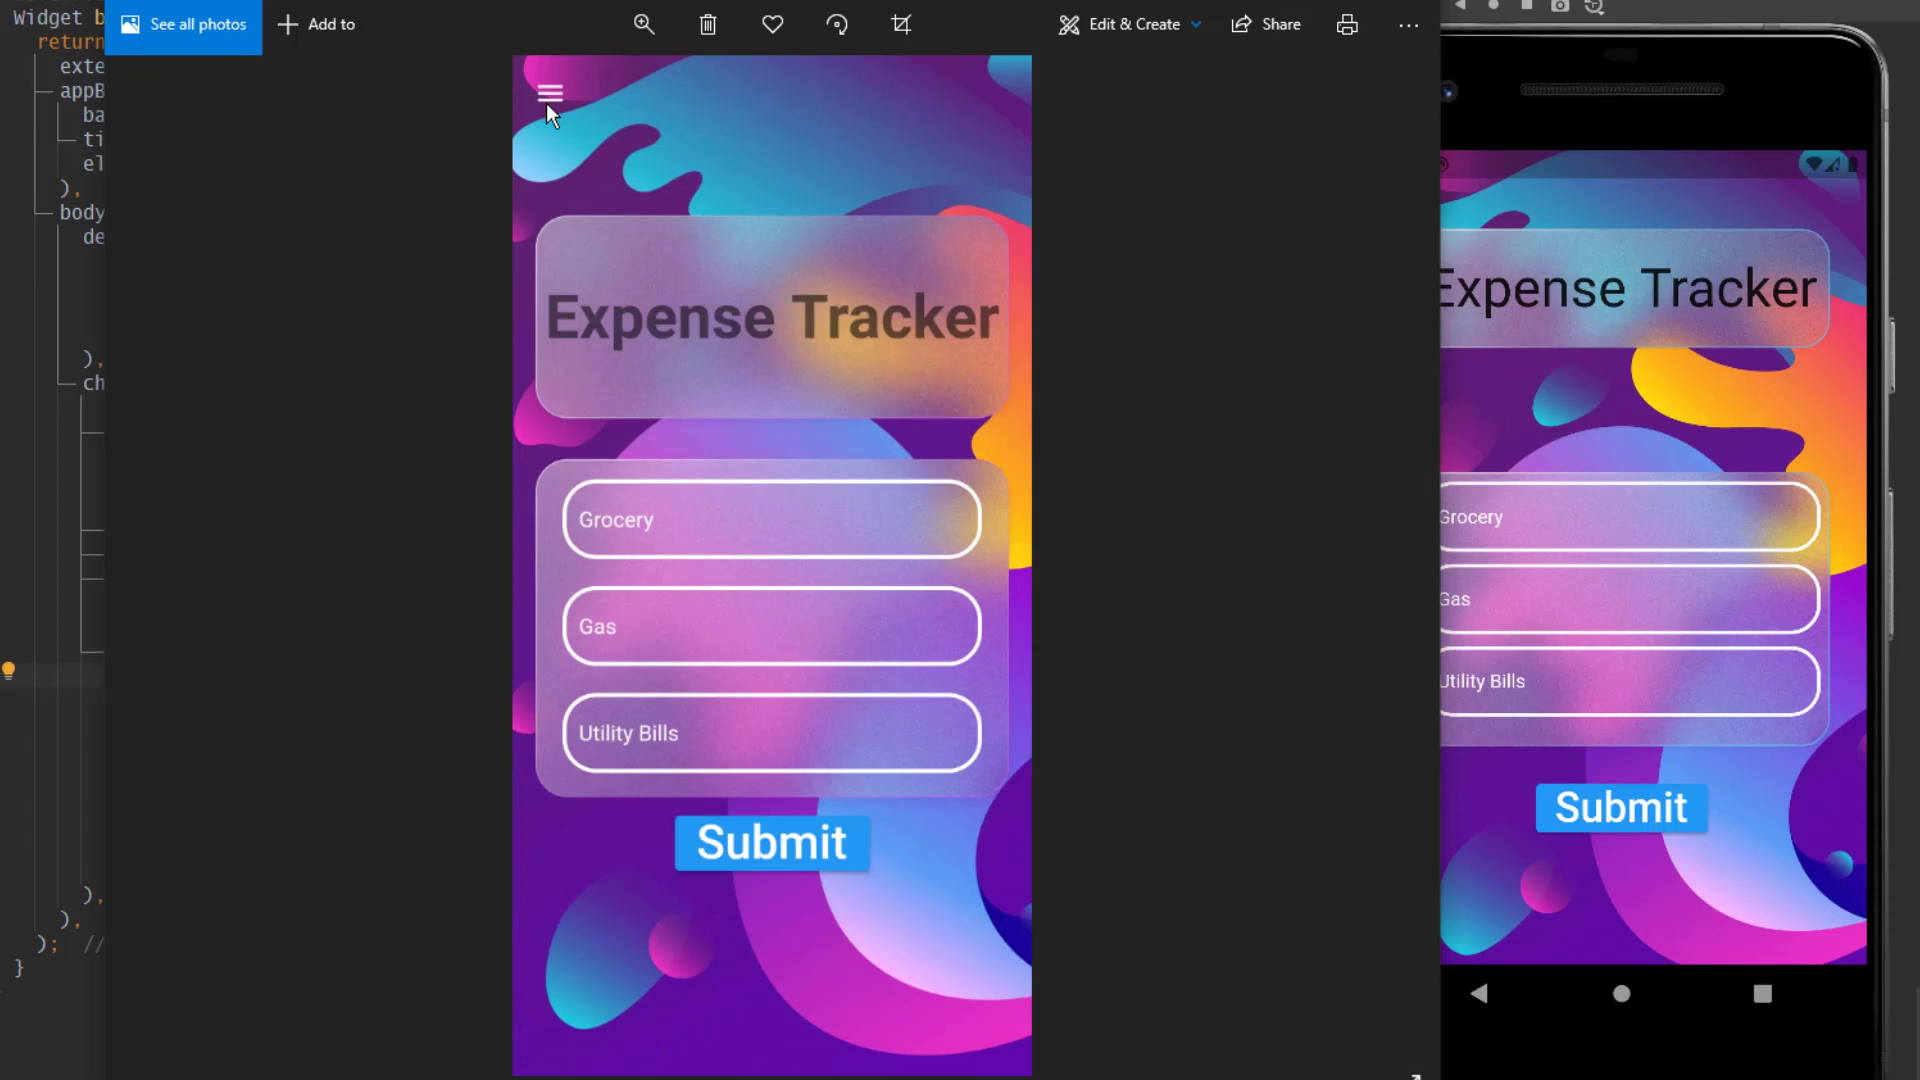 Widget b
return
exte
appB
ba
ti
el
),
body
de
),
ch
),
),
); //
}
See all photos
Add to
Edit & Create
Share
Expense Tracker
Grocery
Gas
Utility Bills
Submit
Expense Tracker
Grocery
Gas
Utility Bills
Submit